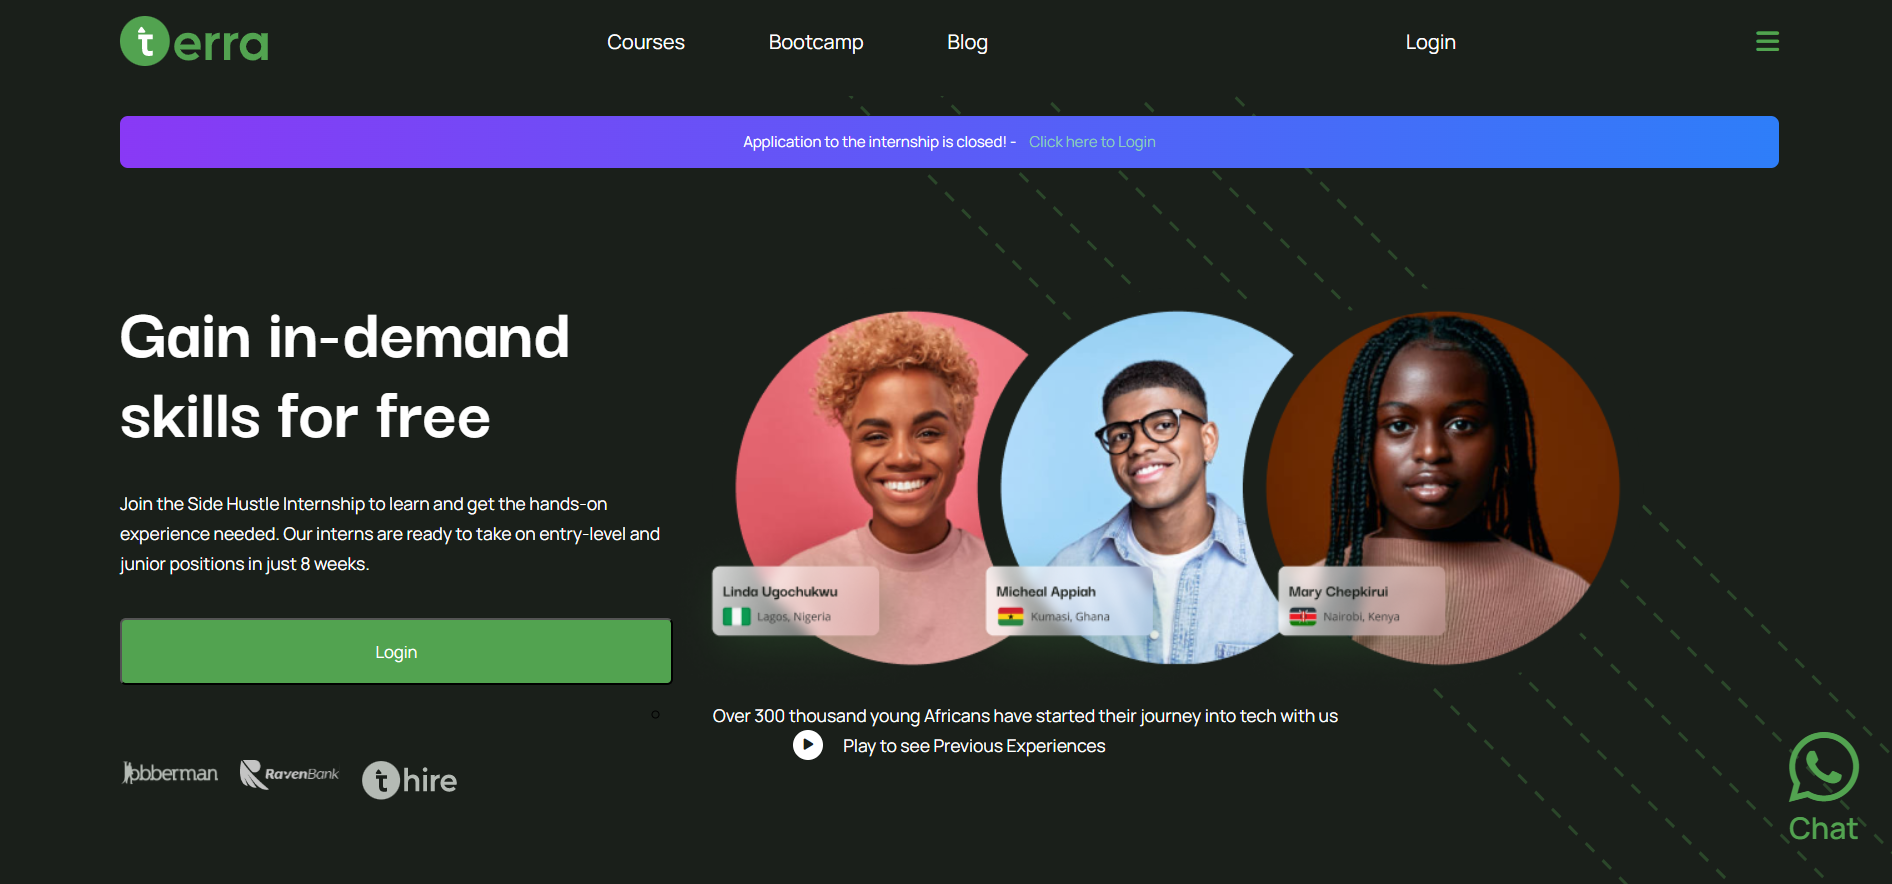 terra
Courses
Bootcamp
Blog
Login
Application to the internship is closed! - Click here to Login
Gain in-demand
skills for free
Join the Side Hustle Internship to learn and get the hands-on
experience needed. Our interns are ready to take on entry-level and
junior positions in just 8 weeks.
Login
Jobberman
RavenBank
thire
Linda Ugochukwu
Lagos, Nigeria
Micheal Appiah
Kumasi, Ghana
Mary Chepkirui
Nairobi, Kenya
Over 300 thousand young Africans have started their journey into tech with us
Play to see Previous Experiences
Chat